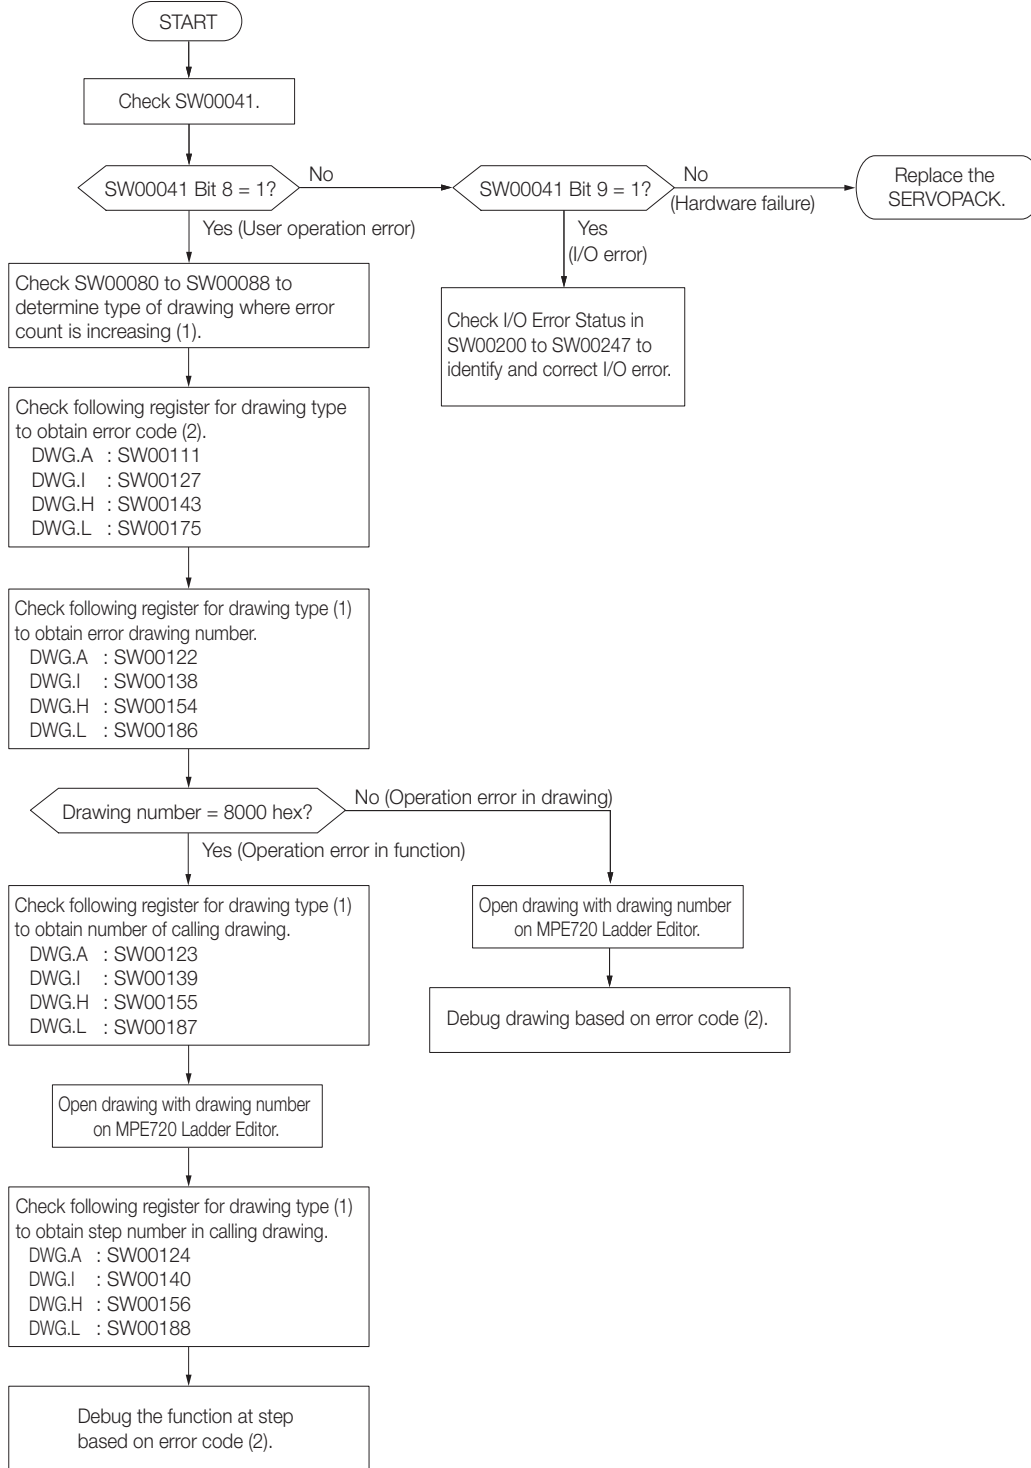 START
Check SW00041.
SW00041 Bit 8 = 1?
No
SW00041 Bit 9 = 1?
No
(Hardware failure)
Replace the
SERVOPACK.
Yes (User operation error)
Yes
(I/O error)
Check SW00080 to SW00088 to
determine type of drawing where error
count is increasing (1).
Check I/O Error Status in
SW00200 to SW00247 to
identify and correct I/O error.
Check following register for drawing type
to obtain error code (2).
DWG.A : SW00111
DWG.I : SW00127
DWG.H : SW00143
DWG.L : SW00175
Check following register for drawing type (1)
to obtain error drawing number.
DWG.A : SW00122
DWG.I : SW00138
DWG.H : SW00154
DWG.L : SW00186
Drawing number = 8000 hex?
No (Operation error in drawing)
Yes (Operation error in function)
Check following register for drawing type (1)
to obtain number of calling drawing.
DWG.A : SW00123
DWG.I : SW00139
DWG.H : SW00155
DWG.L : SW00187
Open drawing with drawing number
on MPE720 Ladder Editor.
Debug drawing based on error code (2).
Open drawing with drawing number
on MPE720 Ladder Editor.
Check following register for drawing type (1)
to obtain step number in calling drawing.
DWG.A : SW00124
DWG.I : SW00140
DWG.H : SW00156
DWG.L : SW00188
Debug the function at step
based on error code (2).